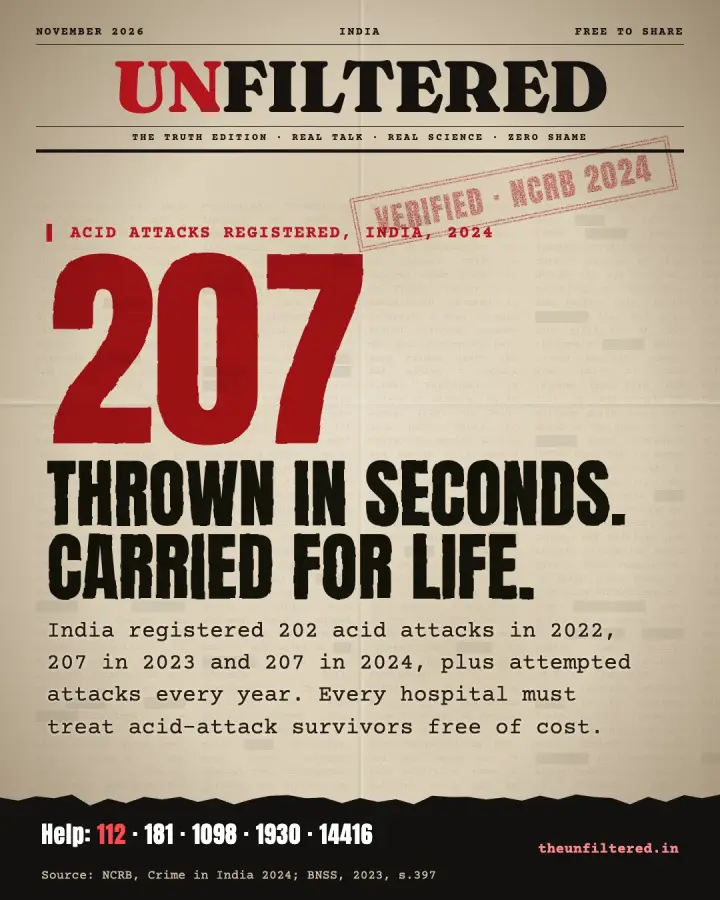 NOVEMBER 2026 INDIA FREE TO SHARE
UNFILTERED
THE TRUTH EDITION · REAL TALK · REAL SCIENCE · ZERO SHAME
VERIFIED · NCRB 2024
ACID ATTACKS REGISTERED, INDIA, 2024
207
THROWN IN SECONDS.
CARRIED FOR LIFE.
India registered 202 acid attacks in 2022,
207 in 2023 and 207 in 2024, plus attempted
attacks every year. Every hospital must
treat acid-attack survivors free of cost.
Help: 112 · 181 · 1098 · 1930 · 14416
theunfiltered.in
Source: NCRB, Crime in India 2024; BNSS, 2023, s.397